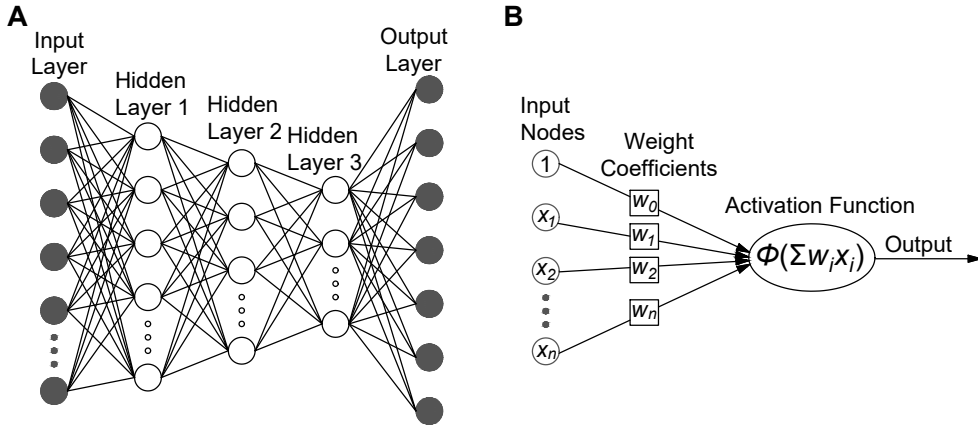 A
Input
Layer
Hidden
Layer 1
Hidden
Layer 2
Hidden
Layer 3
Output
Layer
B
Input
Nodes
Weight
Coefficients
Activation Function
1
x₁
x₂
xₙ
w₀
w₁
w₂
wₙ
Φ(Σwᵢxᵢ)
Output